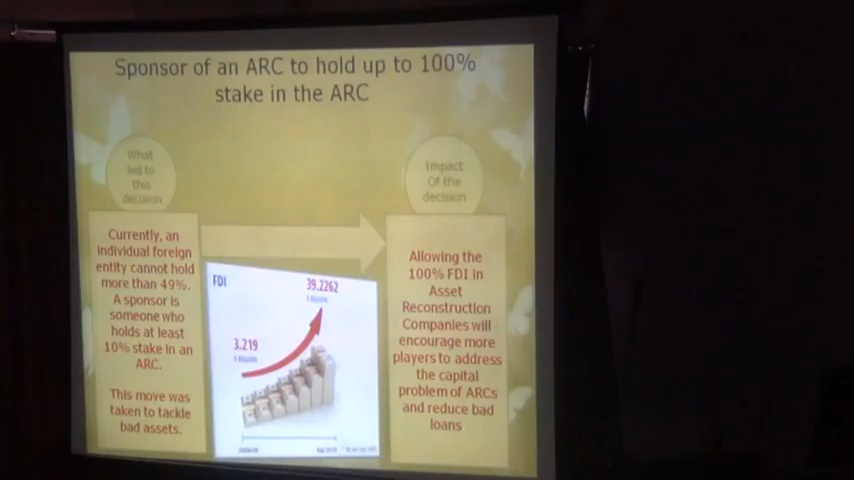 Sponsor of an ARC to hold up to 100%
stake in the ARC
What
led to
this
decision
Impact
Of the
decision
Currently, an
individual foreign
entity cannot hold
more than 49%.
A sponsor is
someone who
holds at least
10% stake in an
ARC.
This move was
taken to tackle
bad assets.
FDI
39.2262
3.219
Allowing the
100% FDI in
Asset
Reconstruction
Companies will
encourage more
players to address
the capital
problem of ARCs
and reduce bad
loans